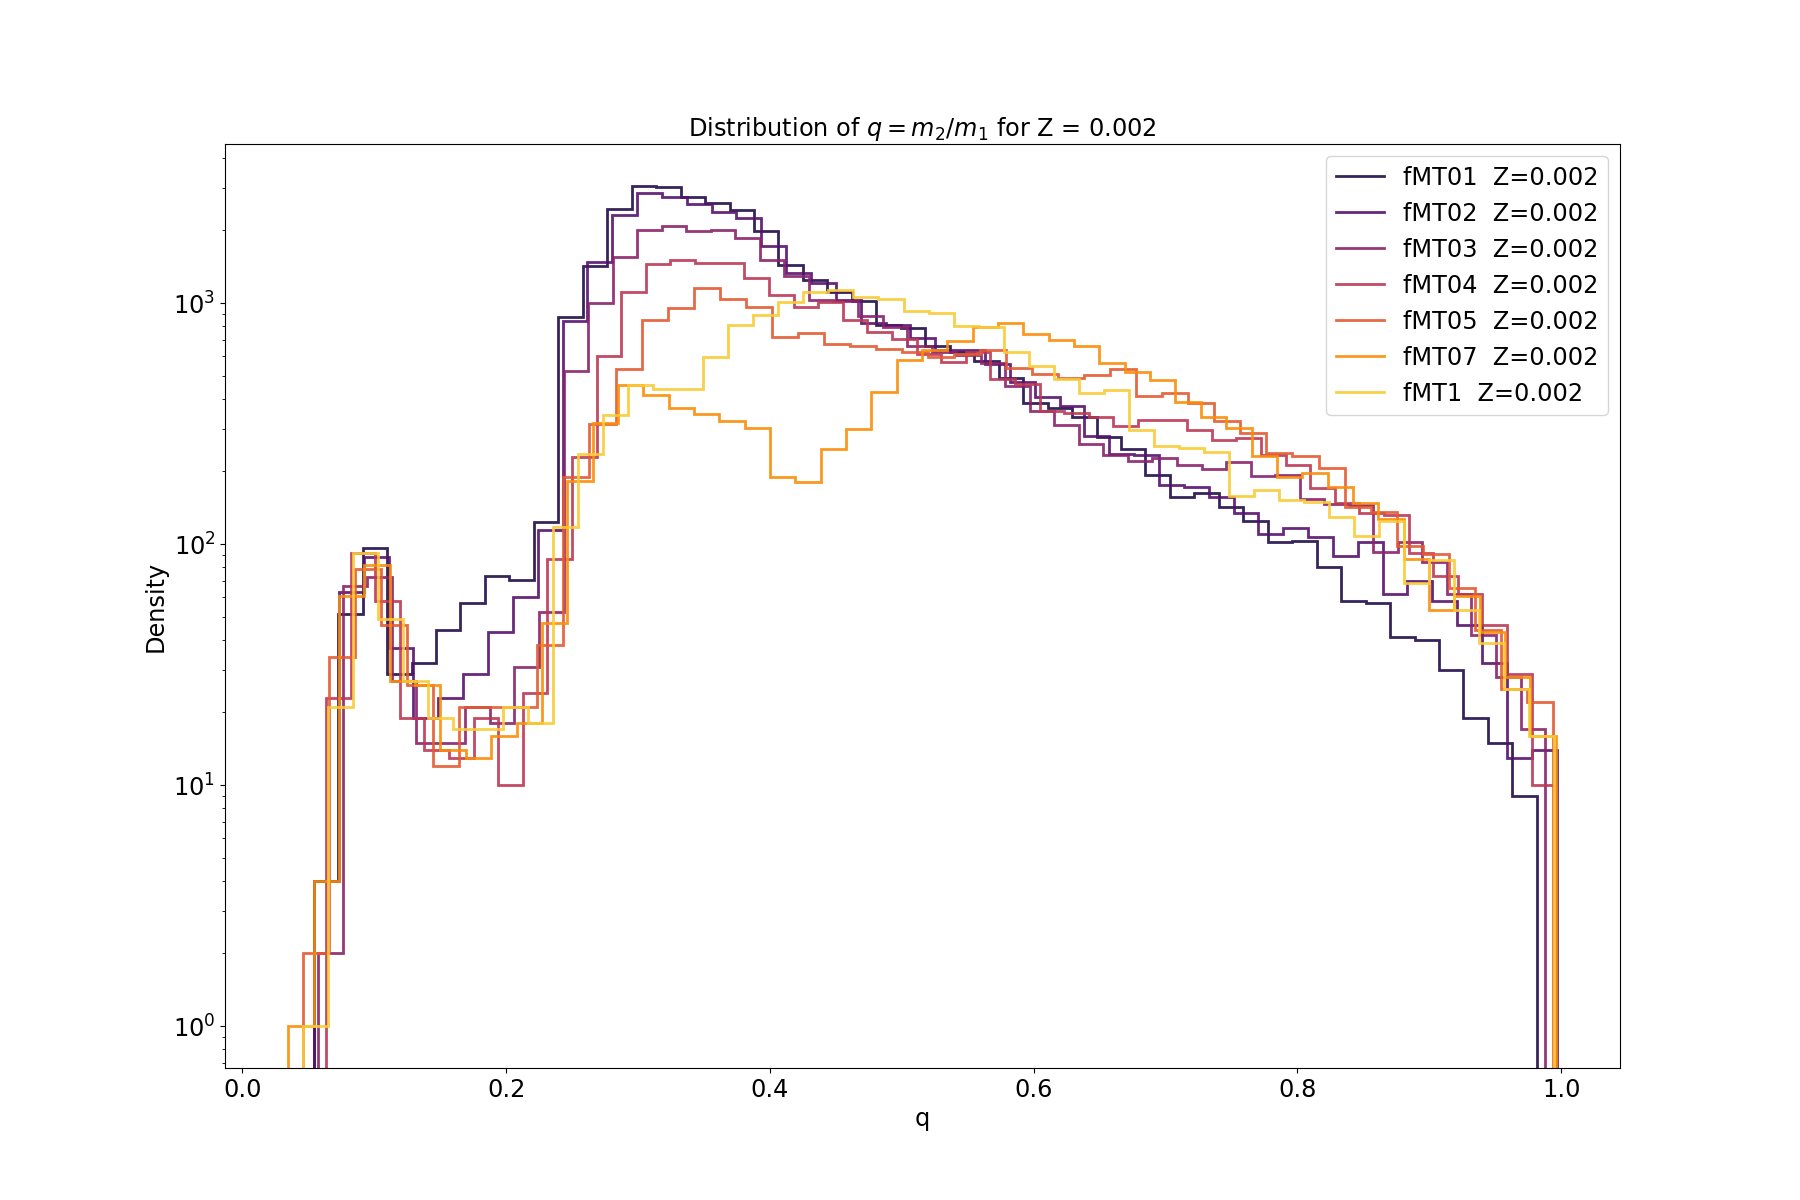 Distribution of q = m₂/m₁ for Z = 0.002
fMT01 Z=0.002
fMT02 Z=0.002
fMT03 Z=0.002
fMT04 Z=0.002
fMT05 Z=0.002
fMT07 Z=0.002
fMT1 Z=0.002
Density
10³
10²
10¹
10⁰
0.0 0.2 0.4 0.6 0.8 1.0
q